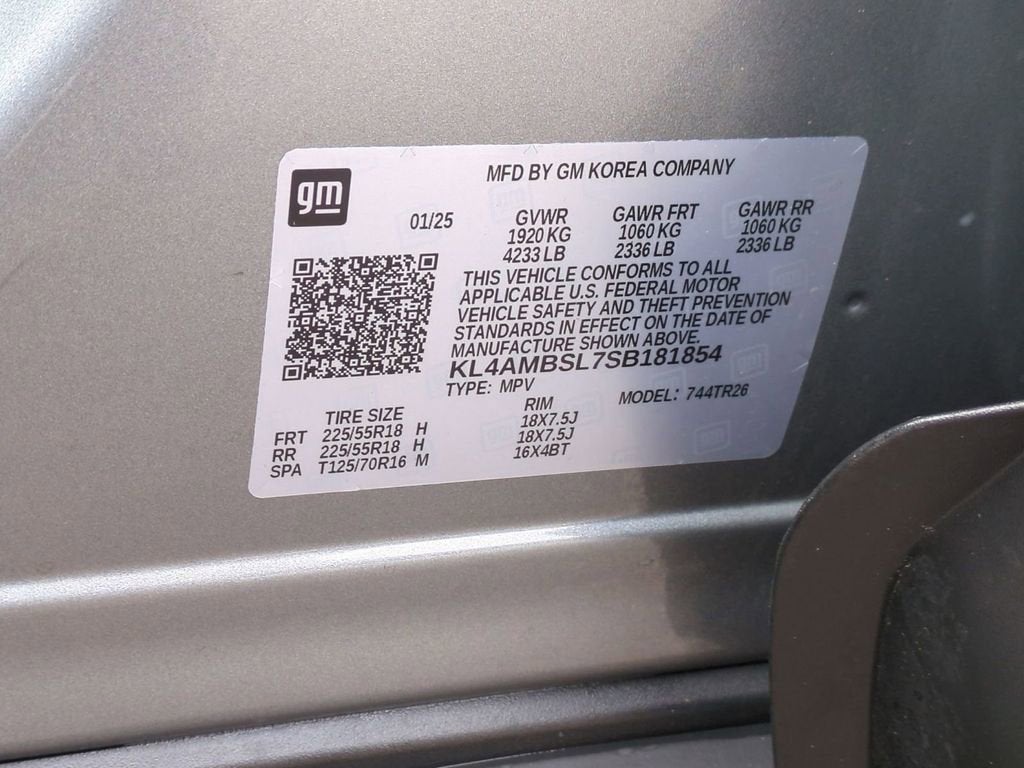 gm
MFD BY GM KOREA COMPANY
01/25 GVWR GAWR FRT GAWR RR
1920 KG 1060 KG 1060 KG
4233 LB 2336 LB 2336 LB
THIS VEHICLE CONFORMS TO ALL
APPLICABLE U.S. FEDERAL MOTOR
VEHICLE SAFETY AND THEFT PREVENTION
STANDARDS IN EFFECT ON THE DATE OF
MANUFACTURE SHOWN ABOVE.
KL4AMBSL7SB181854
TYPE: MPV MODEL: 744TR26
TIRE SIZE RIM
FRT 225/55R18 H 18X7.5J
RR 225/55R18 H 18X7.5J
SPA T125/70R16 M 16X4BT